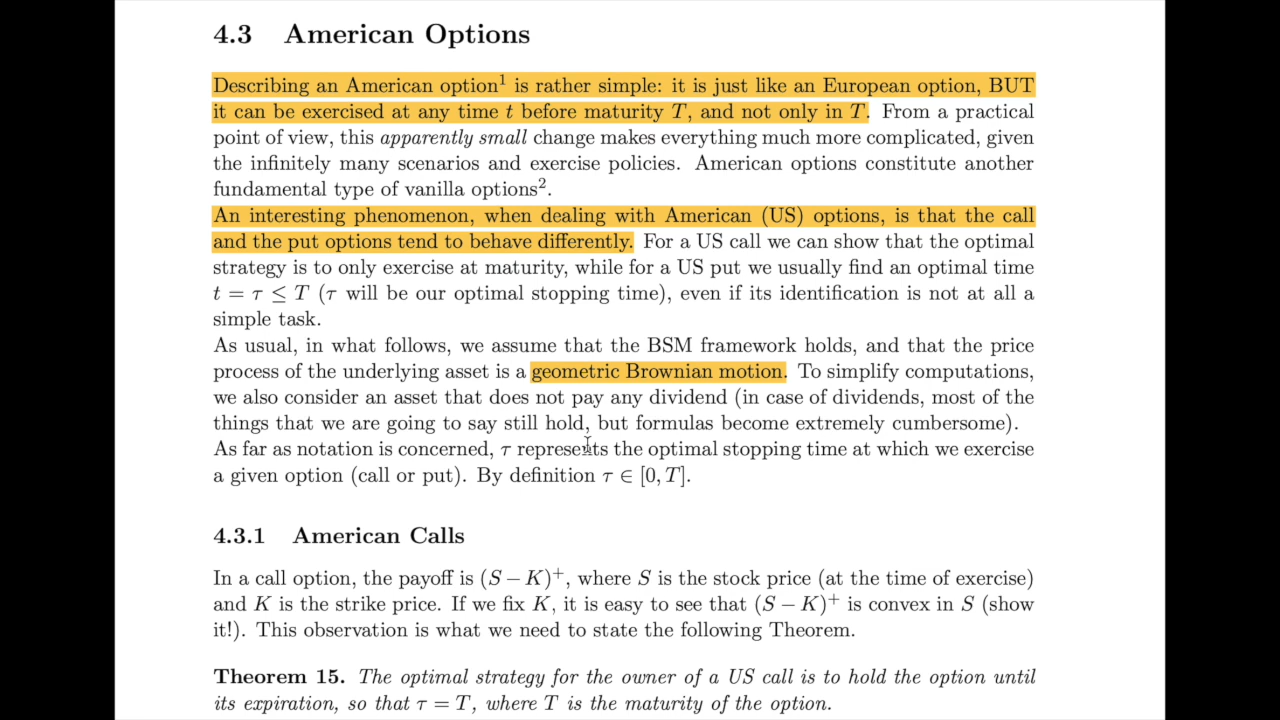 4.3 American Options
Describing an American option¹ is rather simple: it is just like an European option, BUT
it can be exercised at any time t before maturity T, and not only in T. From a practical
point of view, this apparently small change makes everything much more complicated, given
the infinitely many scenarios and exercise policies. American options constitute another
fundamental type of vanilla options².
An interesting phenomenon, when dealing with American (US) options, is that the call
and the put options tend to behave differently. For a US call we can show that the optimal
strategy is to only exercise at maturity, while for a US put we usually find an optimal time
t = τ ≤ T (τ will be our optimal stopping time), even if its identification is not at all a
simple task.
As usual, in what follows, we assume that the BSM framework holds, and that the price
process of the underlying asset is a geometric Brownian motion. To simplify computations,
we also consider an asset that does not pay any dividend (in case of dividends, most of the
things that we are going to say still hold, but formulas become extremely cumbersome).
As far as notation is concerned, τ represents the optimal stopping time at which we exercise
a given option (call or put). By definition τ ∈ [0, T].
4.3.1 American Calls
In a call option, the payoff is (S − K)⁺, where S is the stock price (at the time of exercise)
and K is the strike price. If we fix K, it is easy to see that (S − K)⁺ is convex in S (show
it!). This observation is what we need to state the following Theorem.
Theorem 15. The optimal strategy for the owner of a US call is to hold the option until
its expiration, so that τ = T, where T is the maturity of the option.